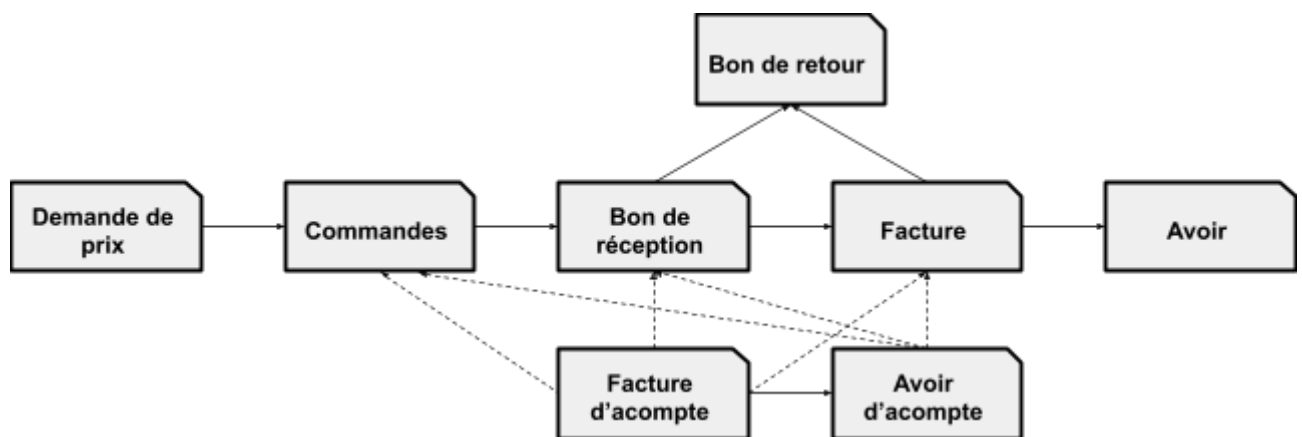 Bon de retour
Demande de
prix
Commandes
Bon de
réception
Facture
Avoir
Facture
d’acompte
Avoir
d’acompte